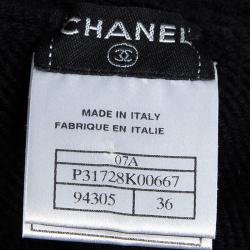 CHANEL
MADE IN ITALY
FABRIQUE EN ITALIE
07A
P31728K00667
94305 36